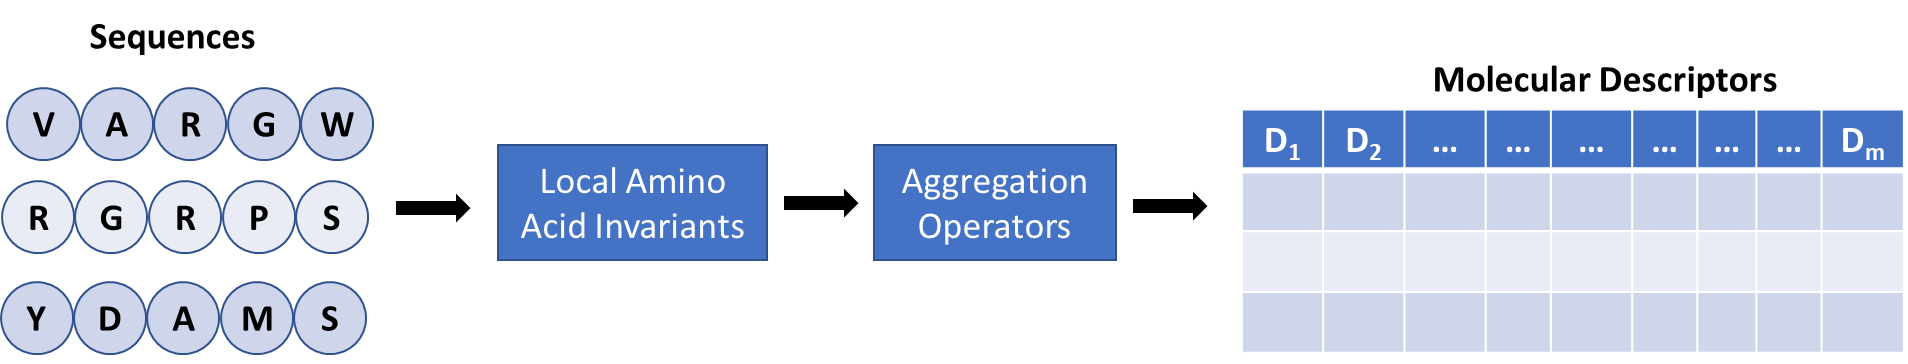 Sequences
V A R G W
R G R P S
Y D A M S
Local Amino
Acid Invariants
Aggregation
Operators
Molecular Descriptors
D1 D2 ... ... ... ... ... ... Dm